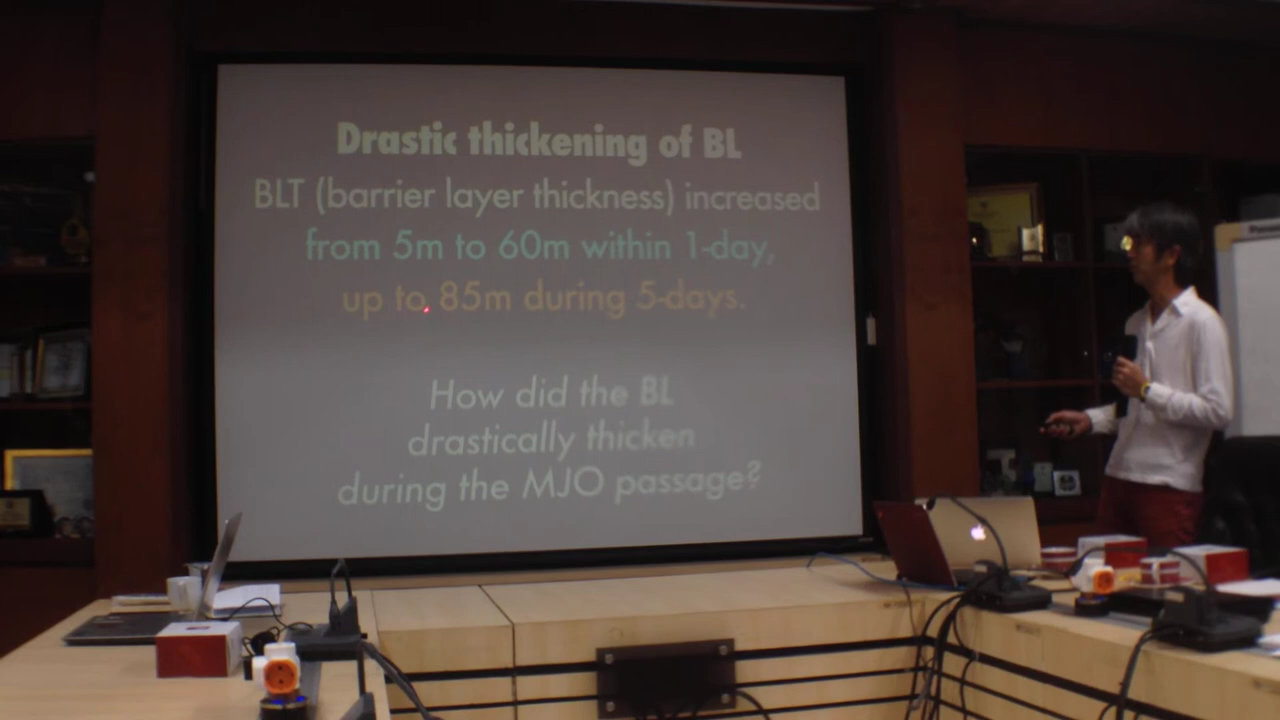 Drastic thickening of BL
BLT (barrier layer thickness) increased
from 5m to 60m within 1-day,
up to 85m during 5-days.
How did the BL
drastically thicken
during the MJO passage?